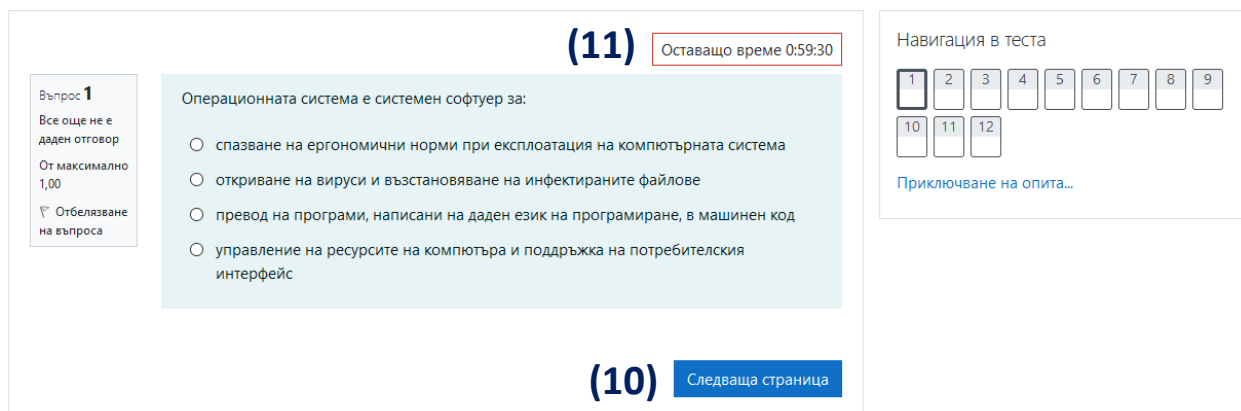 (11)
Оставащо време 0:59:30
Въпрос 1
Все още не е
даден отговор
От максимално
1,00
Отбелязване
на въпроса
Операционната система е системен софтуер за:
спазване на ергономични норми при експлоатация на компютърната система
откриване на вируси и възстановяване на инфектираните файлове
превод на програми, написани на даден език на програмиране, в машинен код
управление на ресурсите на компютъра и поддръжка на потребителския
интерфейс
(10)
Следваща страница
Навигация в теста
1 2 3 4 5 6 7 8 9
10 11 12
Приключване на опита...